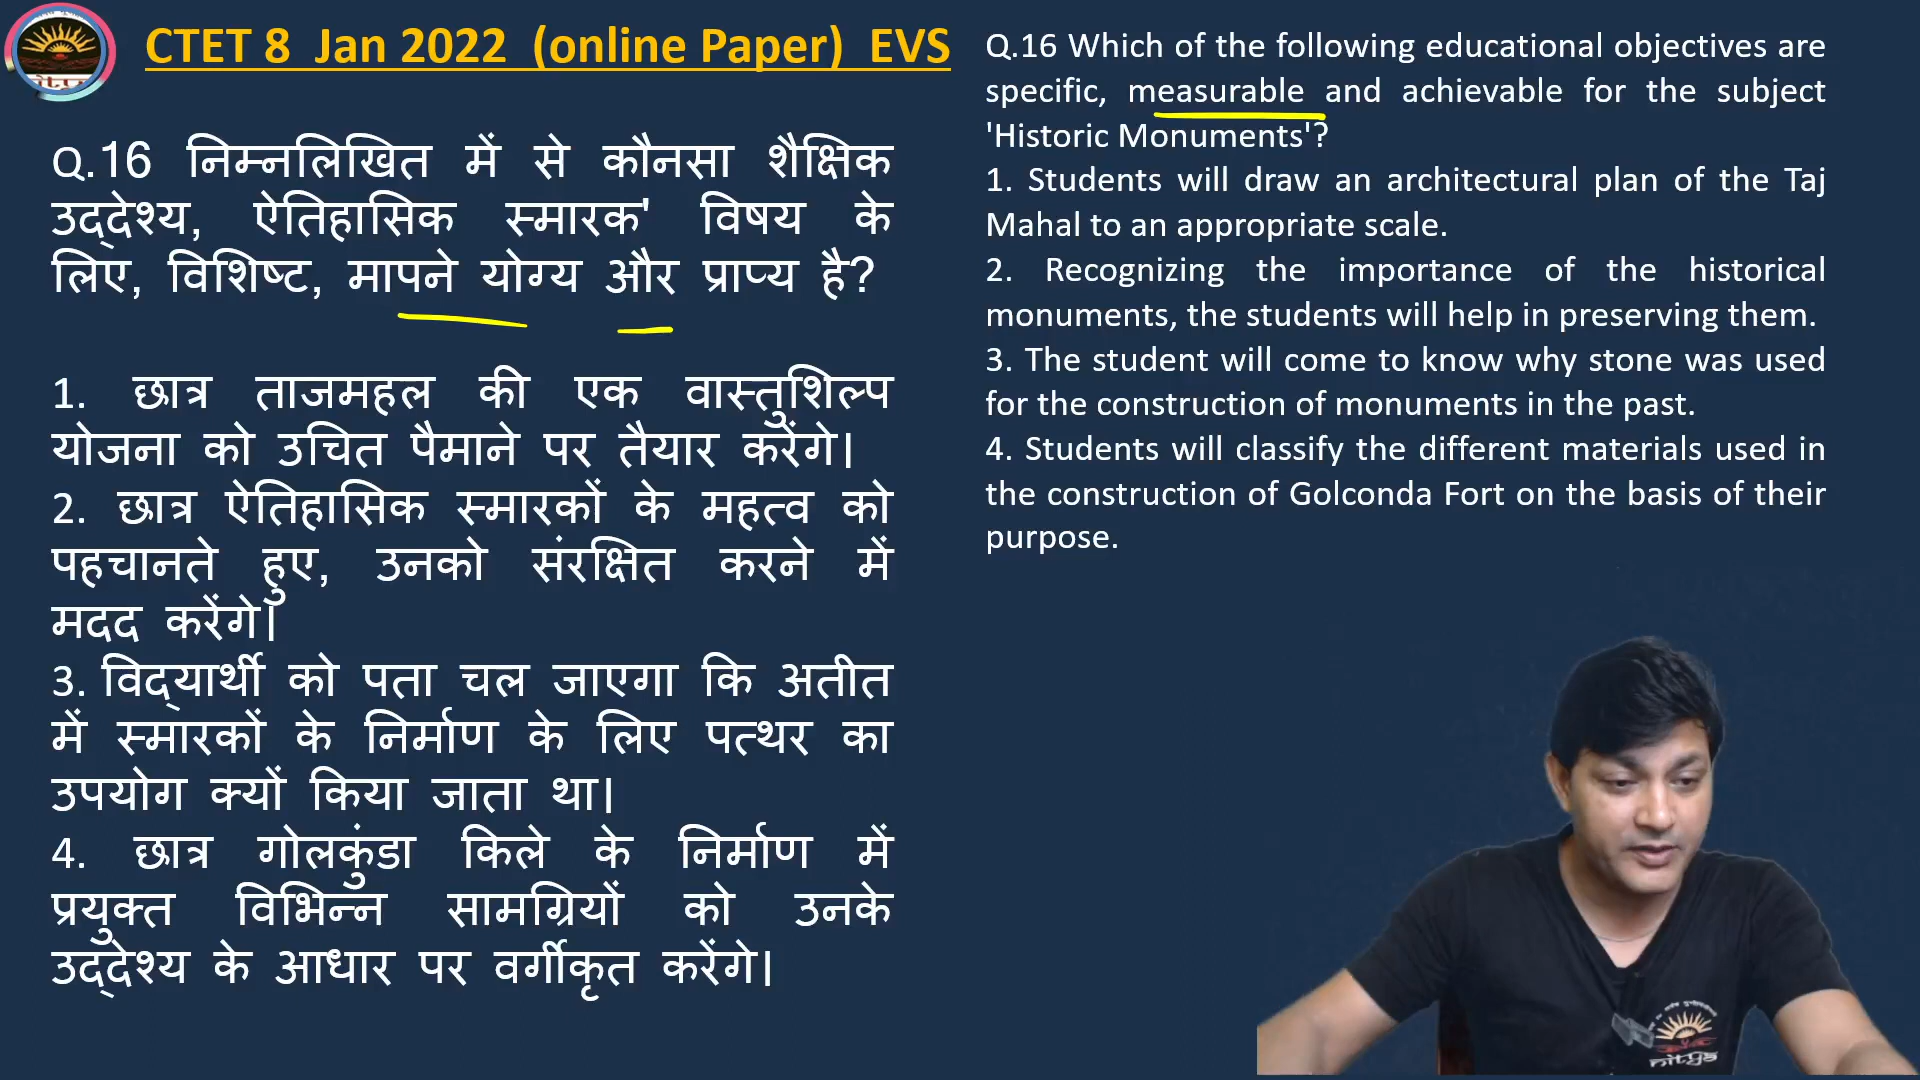 CTET 8 Jan 2022 (online Paper) EVS
Q.16 निम्नलिखित में से कौनसा शैक्षिक
उद्देश्य, ऐतिहासिक स्मारक' विषय के
लिए, विशिष्ट, मापने योग्य और प्राप्य है?
1. छात्र ताजमहल की एक वास्तुशिल्प
योजना को उचित पैमाने पर तैयार करेंगे।
2. छात्र ऐतिहासिक स्मारकों के महत्व को
पहचानते हुए, उनको संरक्षित करने में
मदद करेंगे।
3. विद्यार्थी को पता चल जाएगा कि अतीत
में स्मारकों के निर्माण के लिए पत्थर का
उपयोग क्यों किया जाता था।
4. छात्र गोलकुंडा किले के निर्माण में
प्रयुक्त विभिन्न सामग्रियों को उनके
उद्देश्य के आधार पर वर्गीकृत करेंगे।
Q.16 Which of the following educational objectives are
specific, measurable and achievable for the subject
'Historic Monuments'?
1. Students will draw an architectural plan of the Taj
Mahal to an appropriate scale.
2. Recognizing the importance of the historical
monuments, the students will help in preserving them.
3. The student will come to know why stone was used
for the construction of monuments in the past.
4. Students will classify the different materials used in
the construction of Golconda Fort on the basis of their
purpose.
nitya